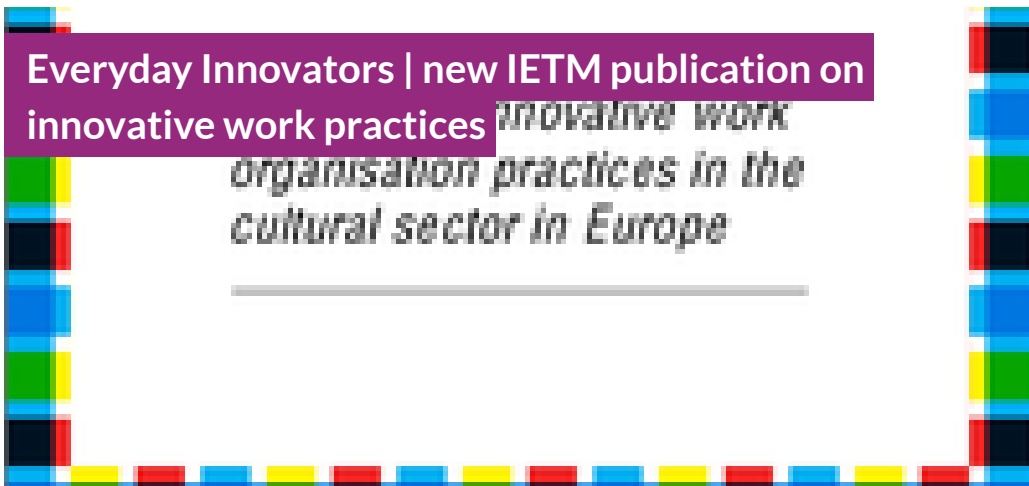 Everyday Innovators | new IETM publication on
innovative work practices
innovative work
organisation practices in the
cultural sector in Europe